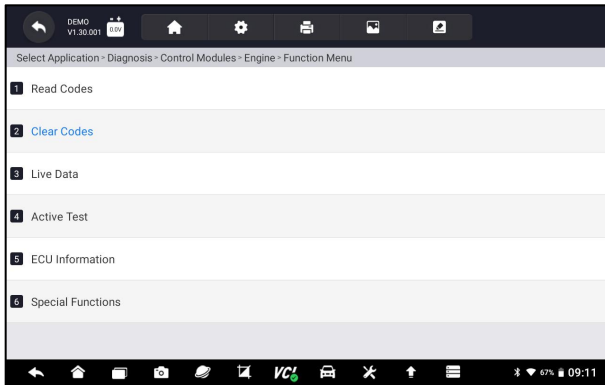 DEMO
V1.30.001
0.0V
Select Application > Diagnosis > Control Modules > Engine > Function Menu
1 Read Codes
2 Clear Codes
3 Live Data
4 Active Test
5 ECU Information
6 Special Functions
VCI 67% 09:11